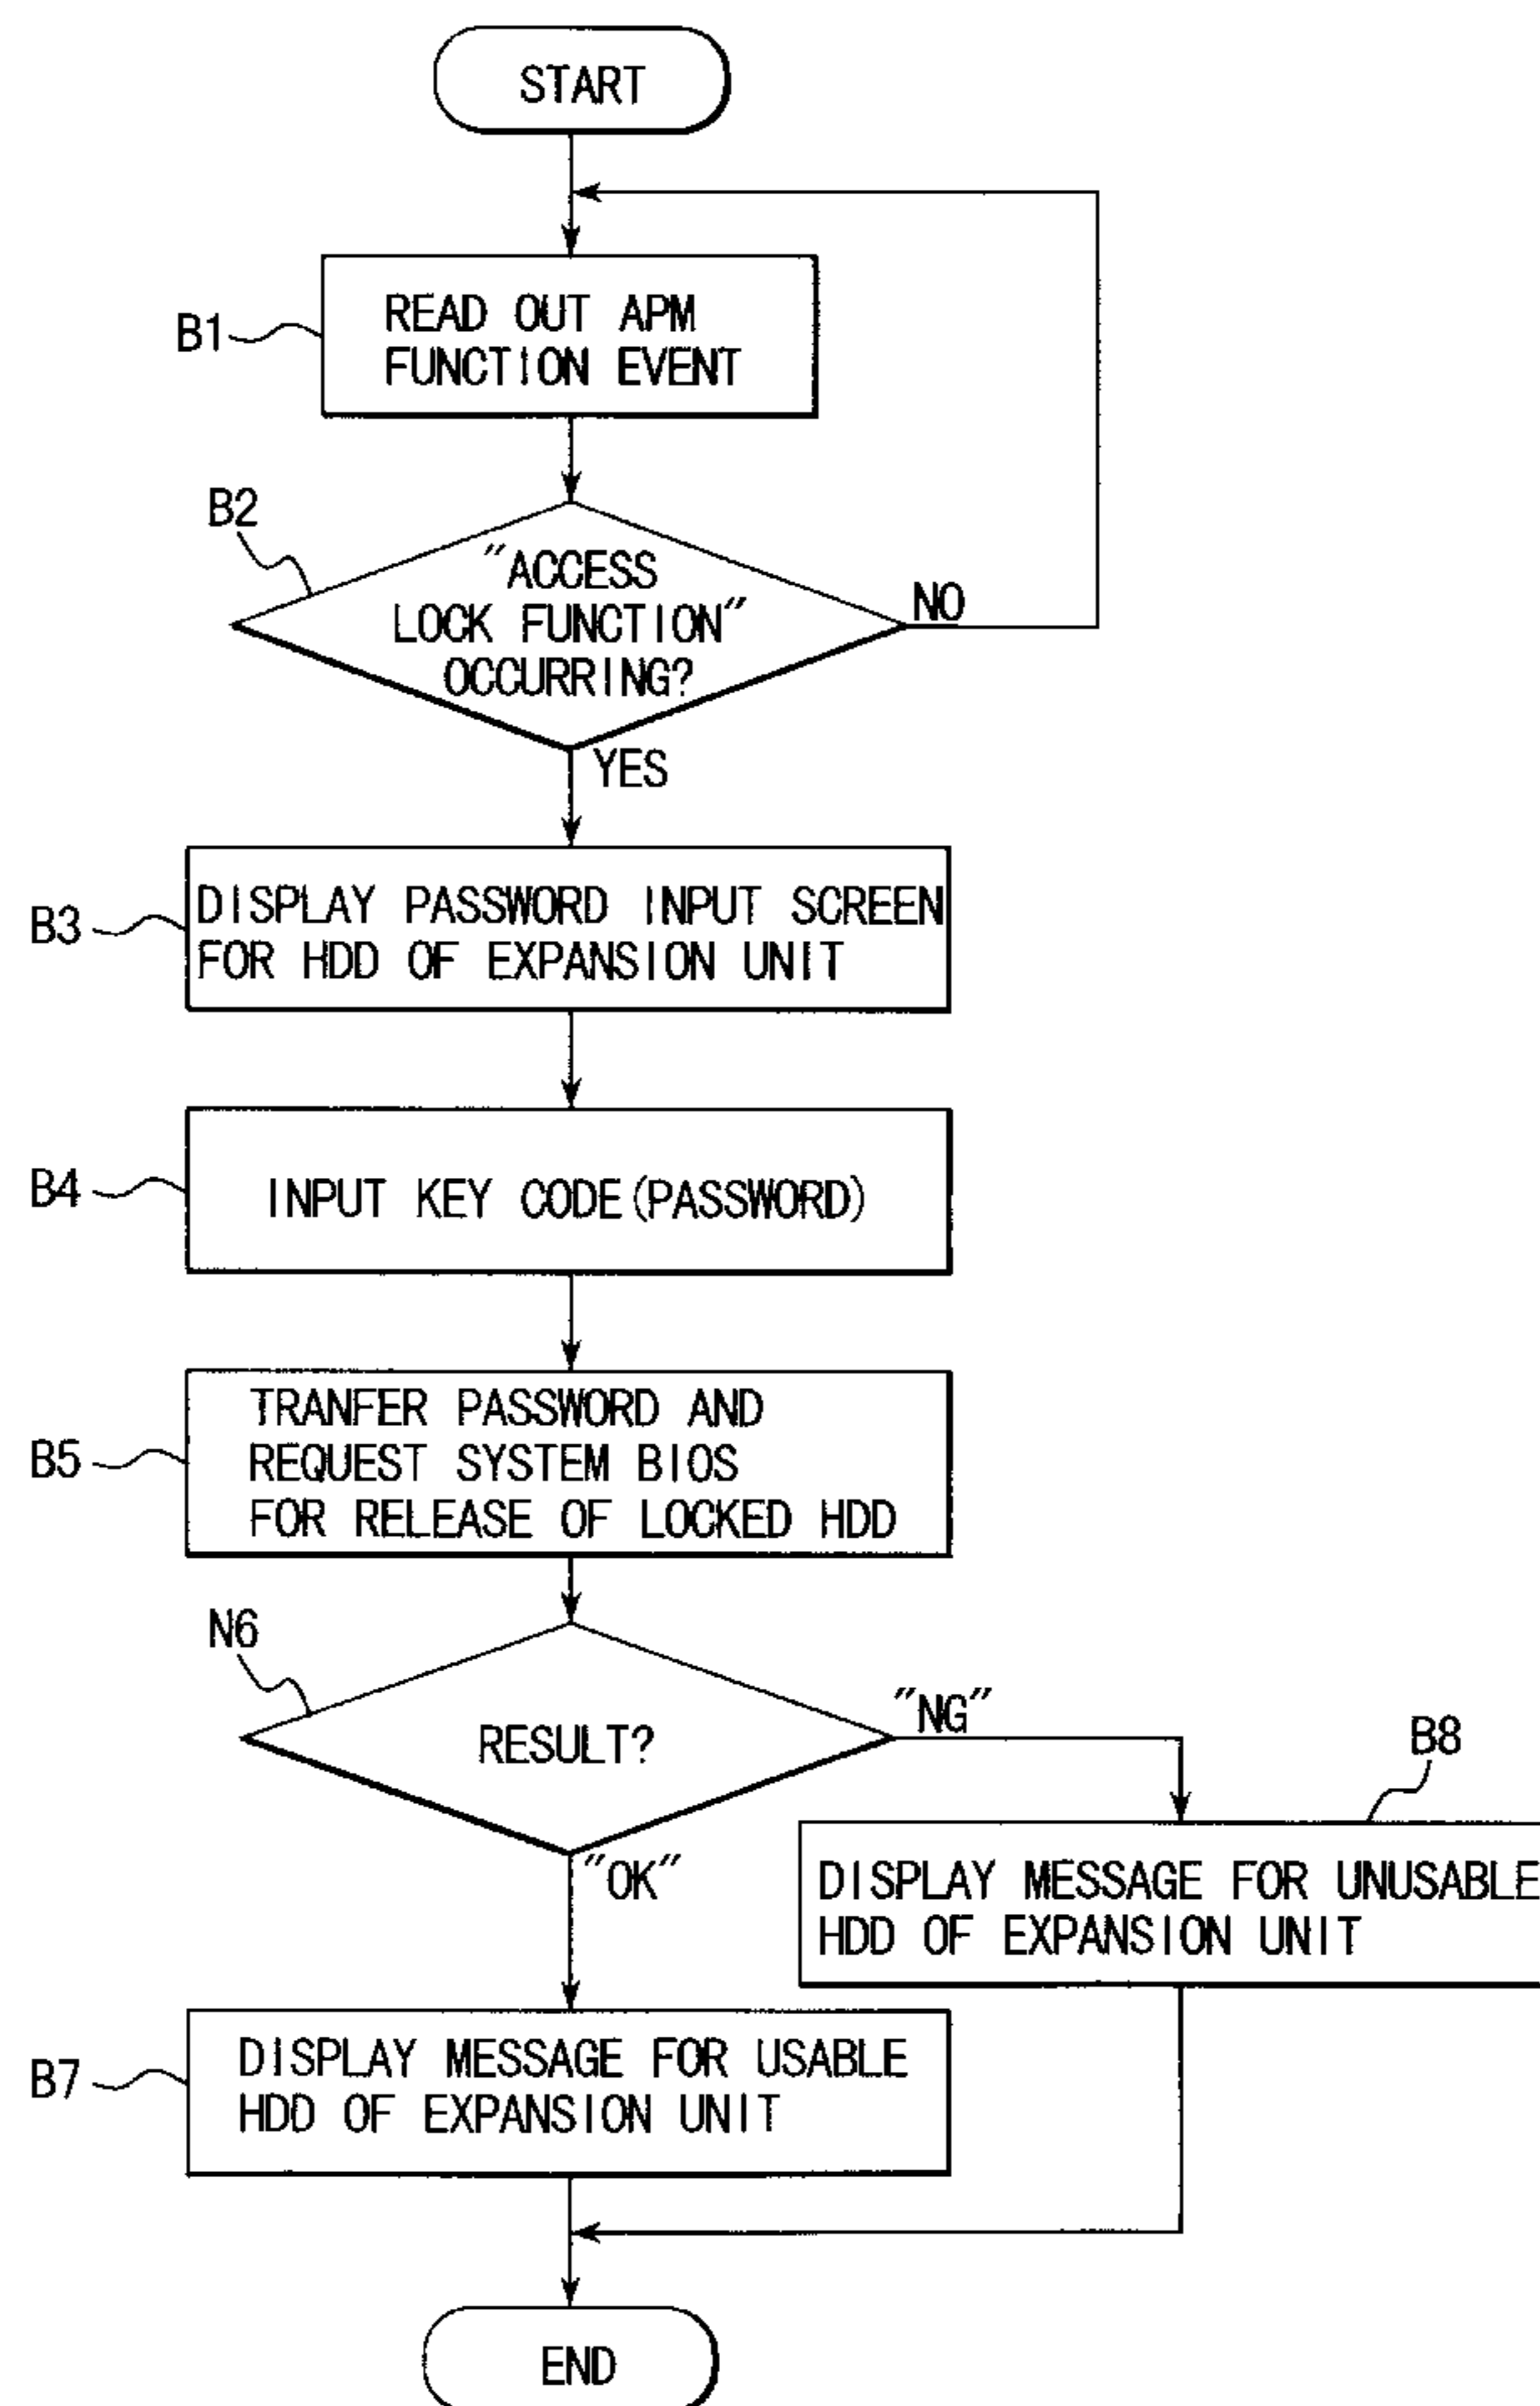 START
B1
READ OUT APM
FUNCTION EVENT
B2
"ACCESS
LOCK FUNCTION"
OCCURRING?
NO
YES
B3
DISPLAY PASSWORD INPUT SCREEN
FOR HDD OF EXPANSION UNIT
B4
INPUT KEY CODE(PASSWORD)
B5
TRANFER PASSWORD AND
REQUEST SYSTEM BIOS
FOR RELEASE OF LOCKED HDD
N6
RESULT?
"NG"
B8
"OK"
DISPLAY MESSAGE FOR UNUSABLE
HDD OF EXPANSION UNIT
B7
DISPLAY MESSAGE FOR USABLE
HDD OF EXPANSION UNIT
END